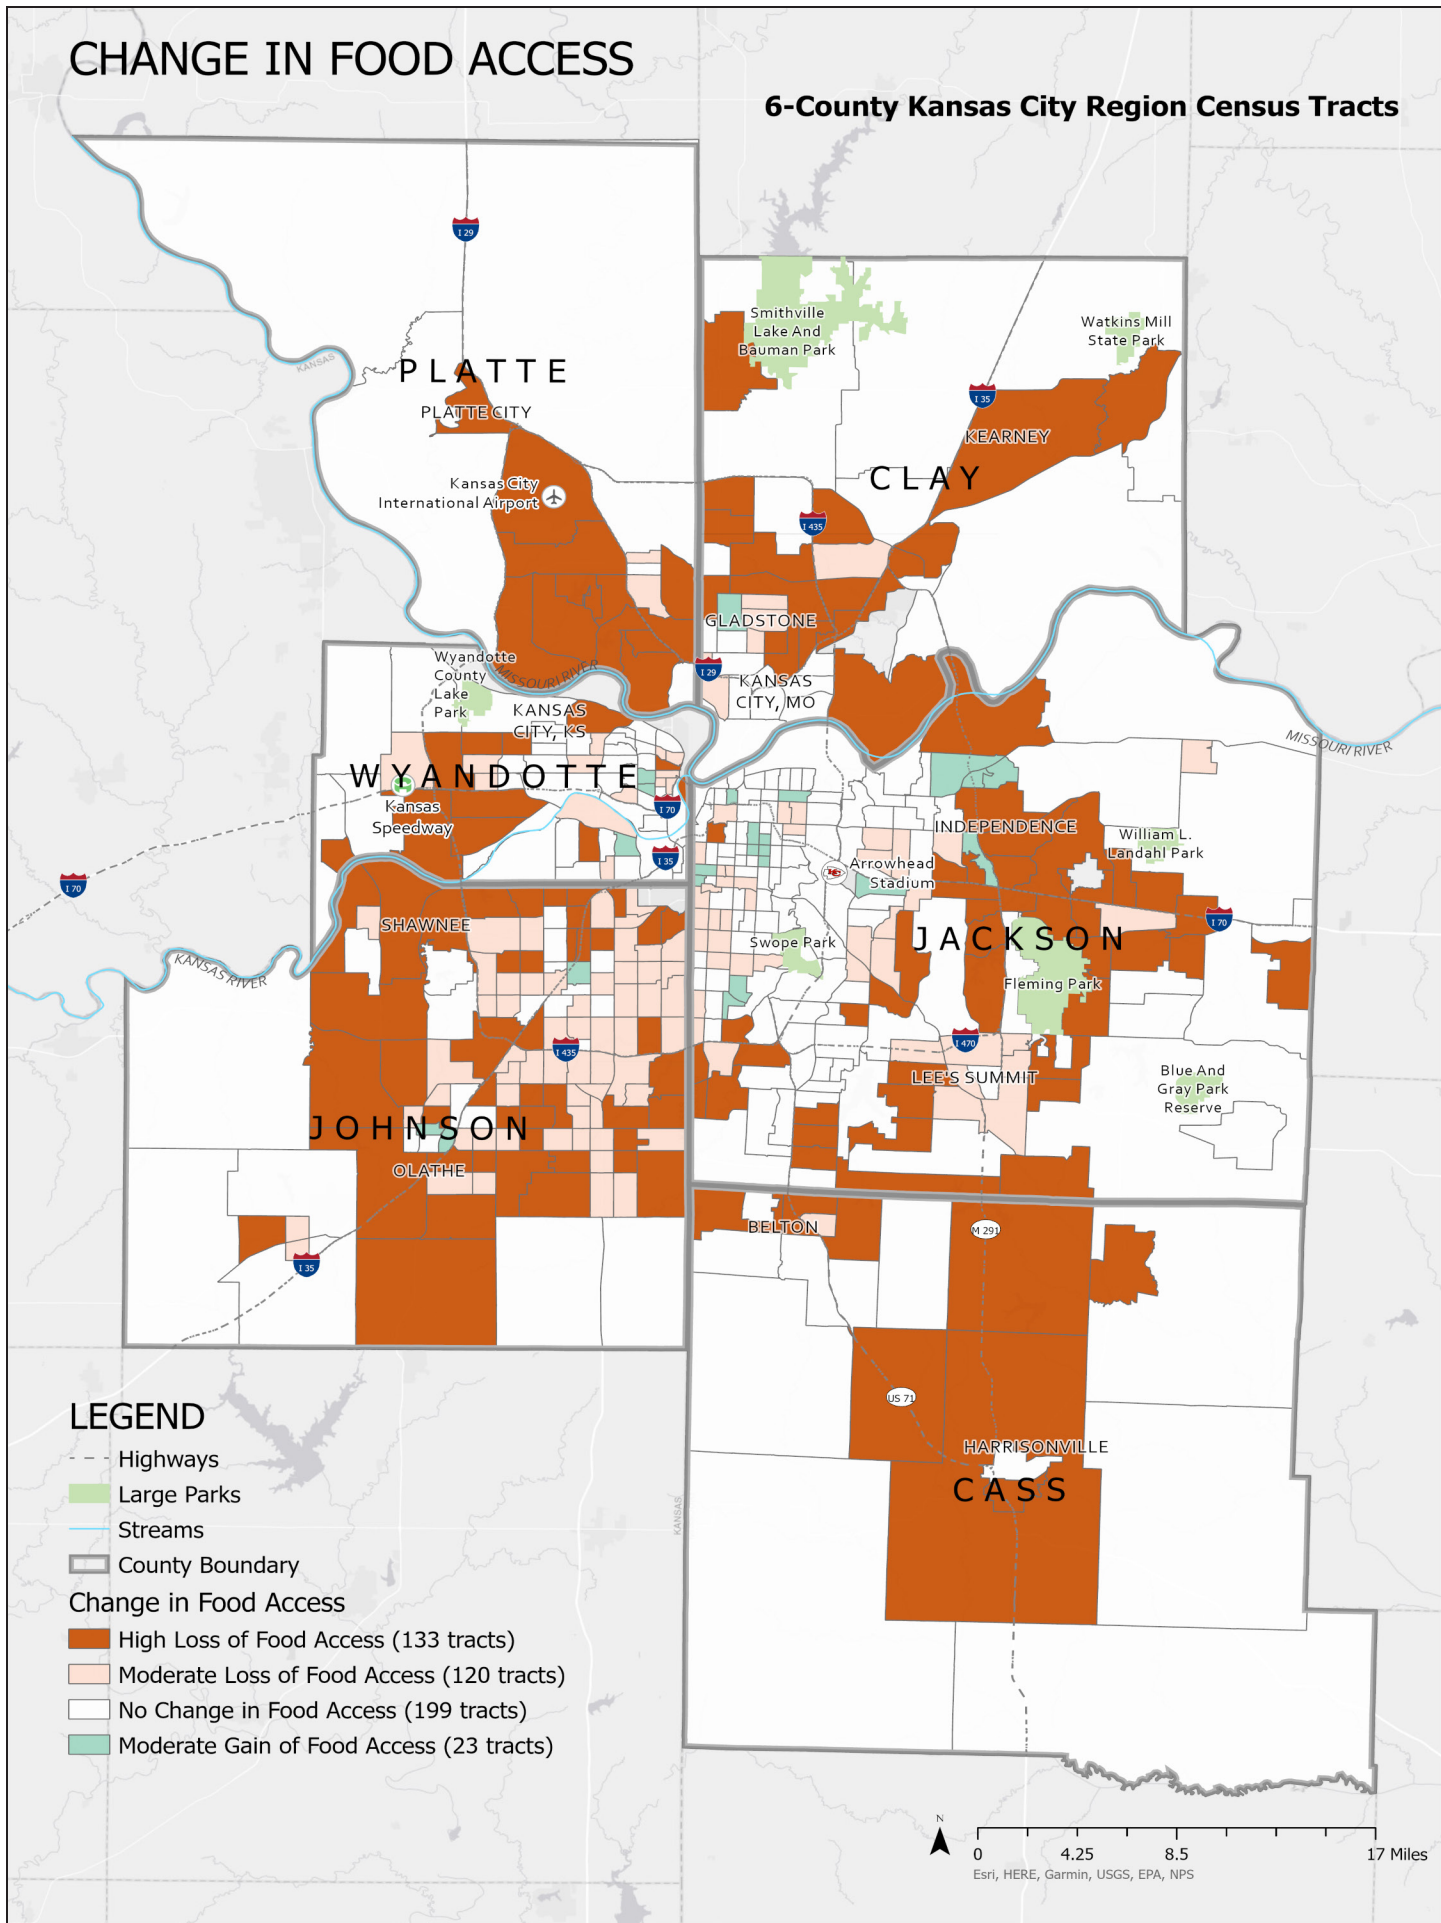 CHANGE IN FOOD ACCESS
6-County Kansas City Region Census Tracts
I 29
Smithville
Lake And
Bauman Park
Watkins Mill
State Park
KANSAS
PLATTE
PLATTE CITY
I 35
KEARNEY
CLAY
Kansas City
International Airport
I 435
GLADSTONE
Wyandotte
County
Lake
Park
MISSOURI RIVER
I 29
KANSAS
CITY, MO
KANSAS
CITY, KS
MISSOURI RIVER
WYANDOTTE
Kansas
Speedway
I 70
INDEPENDENCE
William L.
Landahl Park
I 35
Arrowhead
Stadium
I 70
I 70
SHAWNEE
Swope Park
JACKSON
KANSAS RIVER
Fleming Park
I 435
I 470
LEE'S SUMMIT
Blue And
Gray Park
Reserve
JOHNSON
OLATHE
BELTON
M 291
I 35
US 71
HARRISONVILLE
CASS
KANSAS
LEGEND
Highways
Large Parks
Streams
County Boundary
Change in Food Access
High Loss of Food Access (133 tracts)
Moderate Loss of Food Access (120 tracts)
No Change in Food Access (199 tracts)
Moderate Gain of Food Access (23 tracts)
N
0 4.25 8.5 17 Miles
Esri, HERE, Garmin, USGS, EPA, NPS